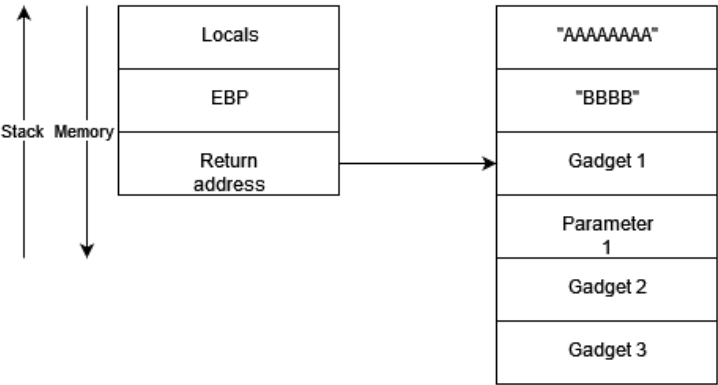 Locals
"AAAAAAAA"
EBP
"BBBB"
Stack Memory
Return
address
Gadget 1
Parameter
1
Gadget 2
Gadget 3